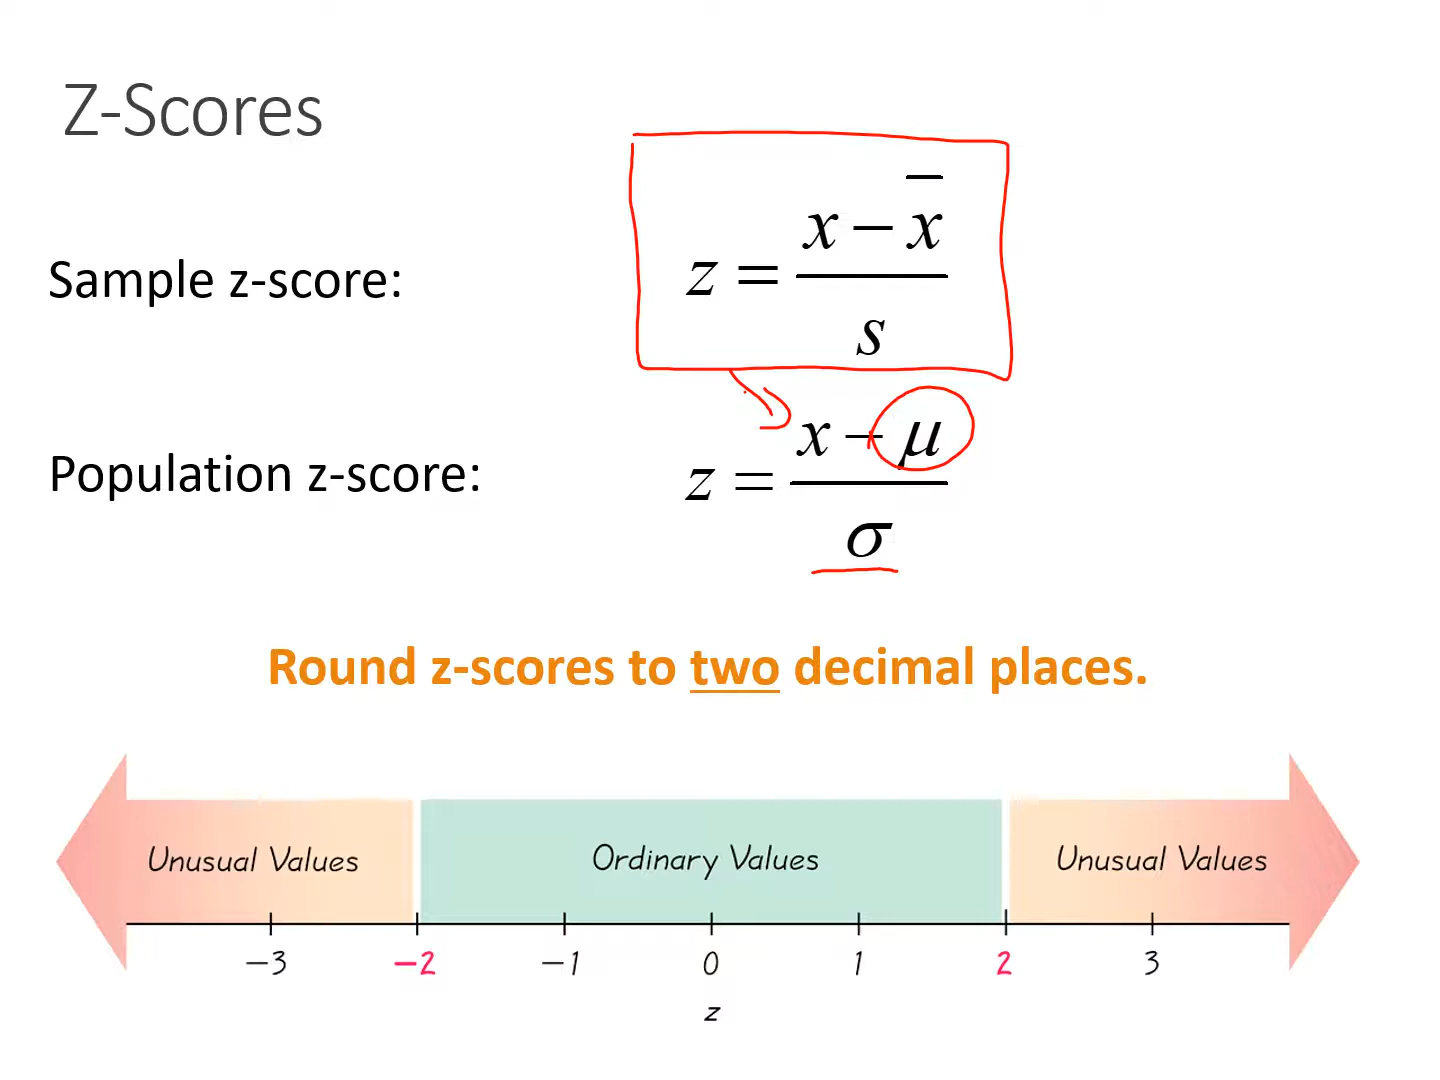 Z-Scores
Sample z-score:
z = (x − x̄) / s
Population z-score:
z = (x − μ) / σ
Round z-scores to two decimal places.
Unusual Values Ordinary Values Unusual Values
−3 −2 −1 0 1 2 3
z